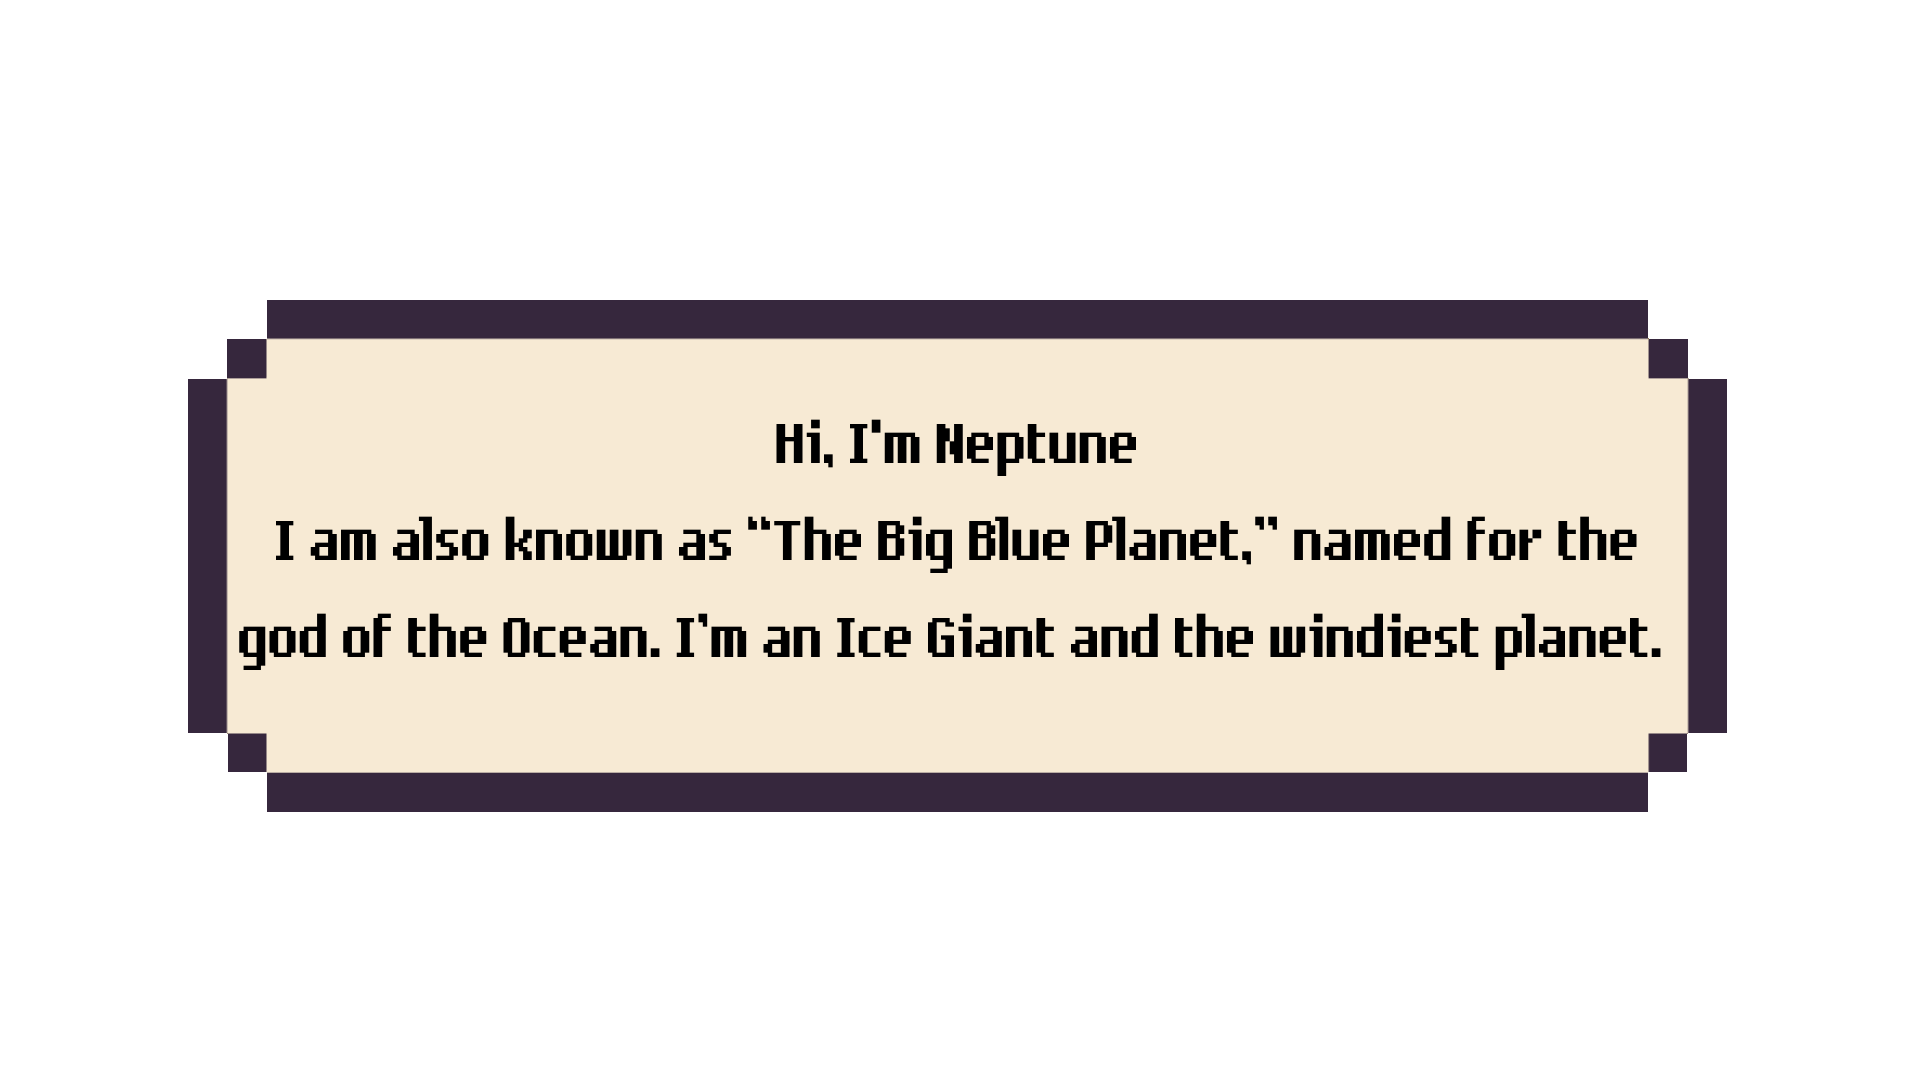 Hi, I'm Neptune
I am also known as “The Big Blue Planet,” named for the
god of the Ocean. I’m an Ice Giant and the windiest planet.